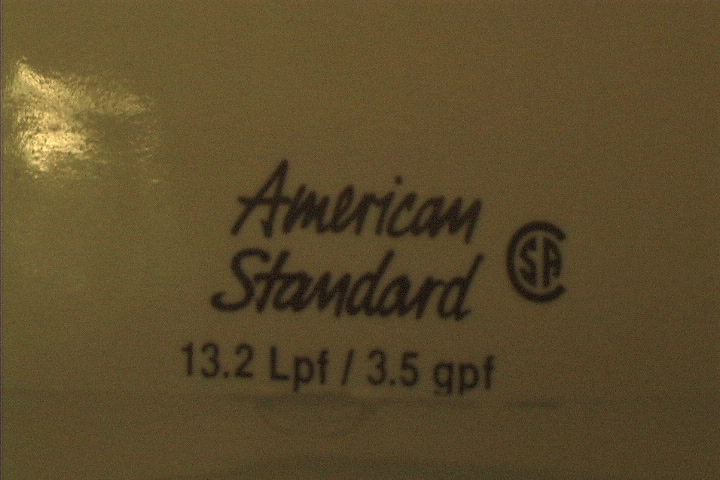 American
Standard
CSA
13.2 Lpf / 3.5 gpf